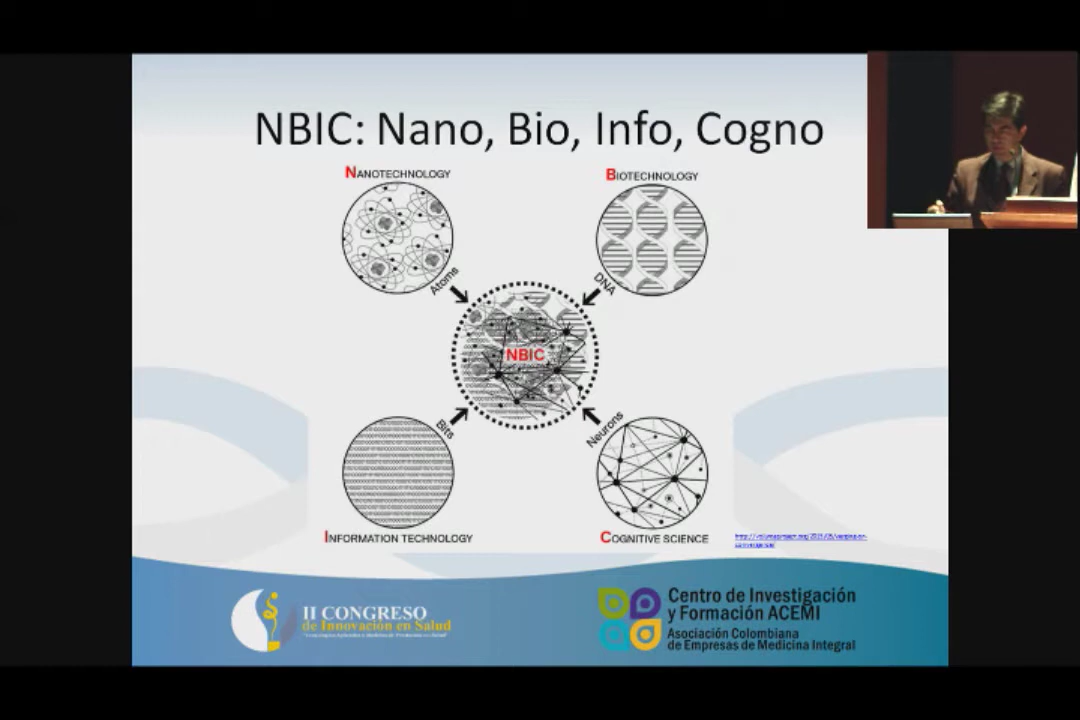 NBIC: Nano, Bio, Info, Cogno
NANOTECHNOLOGY
BIOTECHNOLOGY
Atoms
DNA
NBIC
Bits
Neurons
INFORMATION TECHNOLOGY
COGNITIVE SCIENCE
II CONGRESO
de Innovación en Salud
Centro de Investigación
y Formación ACEMI
Asociación Colombiana
de Empresas de Medicina Integral